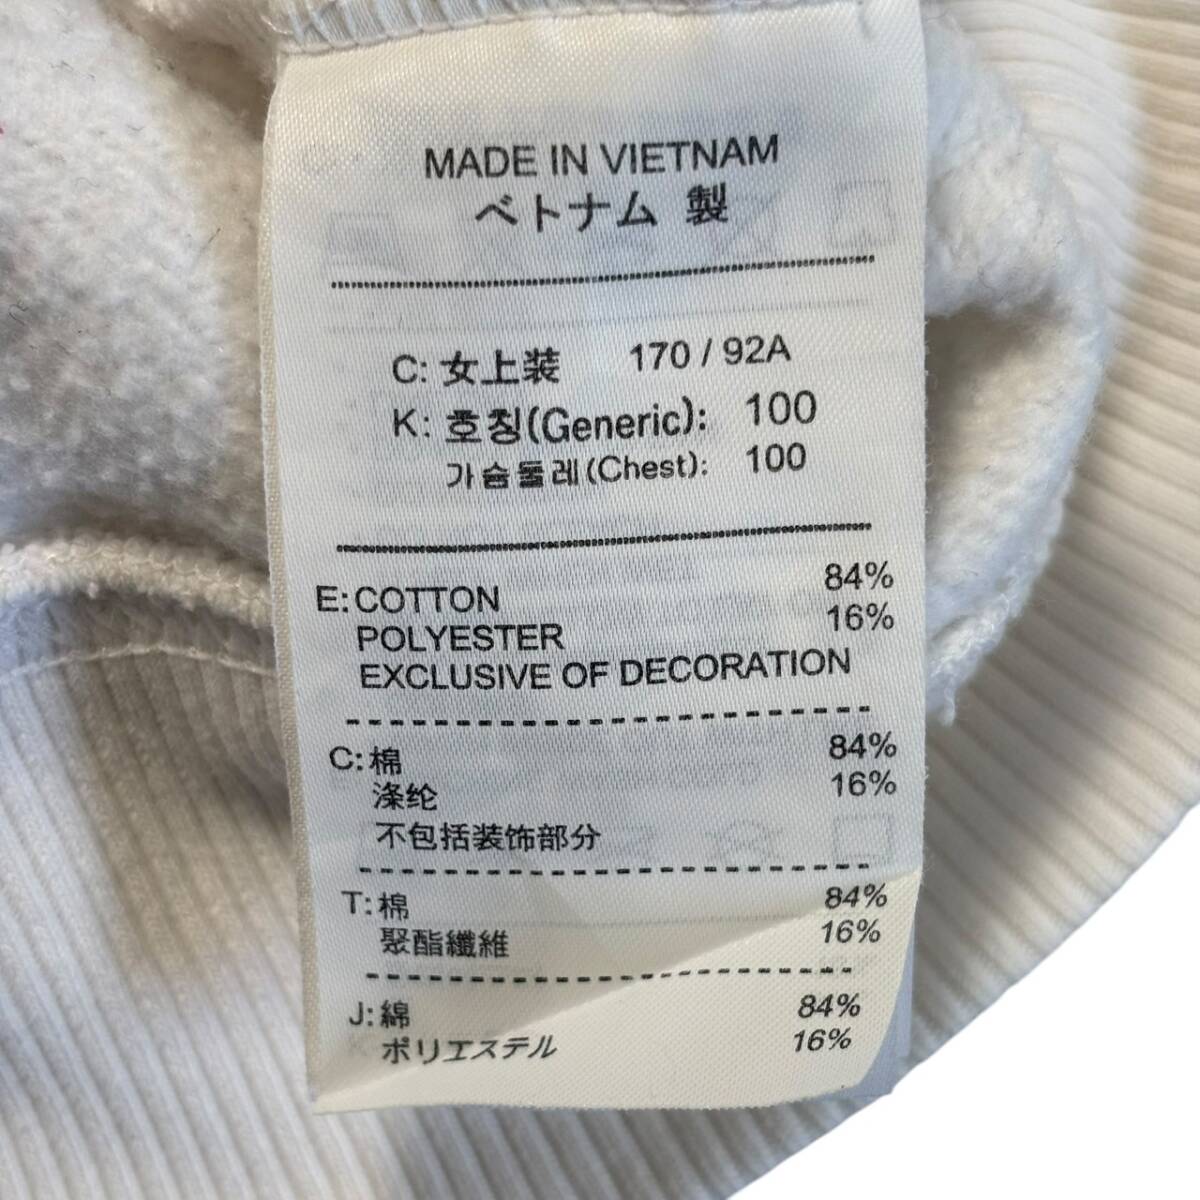 MADE IN VIETNAM
ベトナム 製
C: 女上装 170 / 92A
K: 호칭(Generic): 100
가슴둘레(Chest): 100
E: COTTON 84%
POLYESTER 16%
EXCLUSIVE OF DECORATION
C: 棉 84%
涤纶 16%
不包括装饰部分
T: 棉 84%
聚酯纖維 16%
J: 綿 84%
ポリエステル 16%